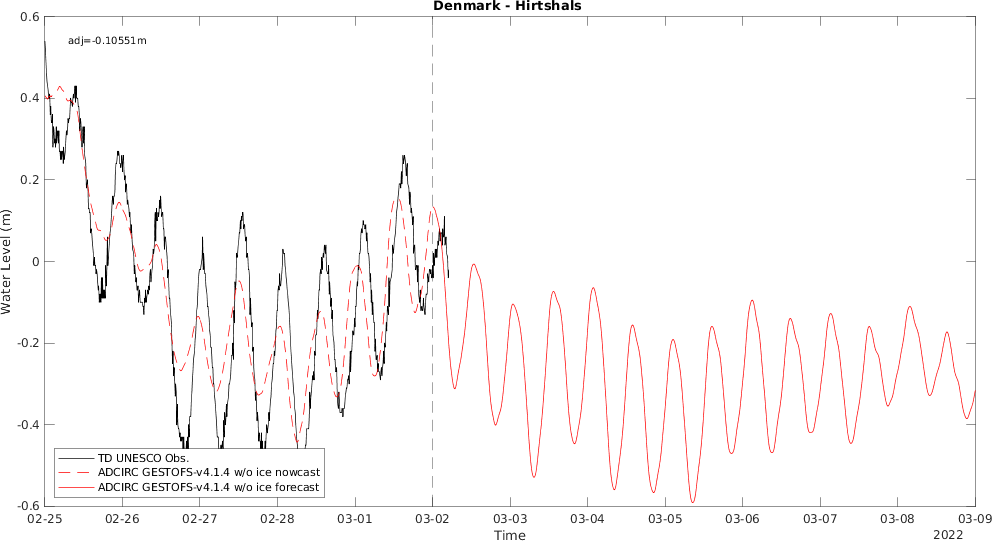 Denmark - Hirtshals
adj=-0.10551m
0.6
0.4
0.2
0
-0.2
-0.4
-0.6
Water Level (m)
TD UNESCO Obs.
ADCIRC GESTOFS-v4.1.4 w/o ice nowcast
ADCIRC GESTOFS-v4.1.4 w/o ice forecast
02-25 02-26 02-27 02-28 03-01 03-02 03-03 03-04 03-05 03-06 03-07 03-08 03-09
Time
2022